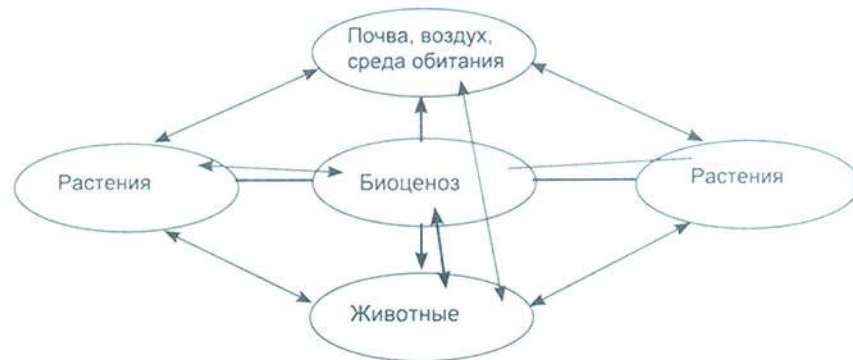 Почва, воздух,
среда обитания
Растения
Биоценоз
Растения
Животные